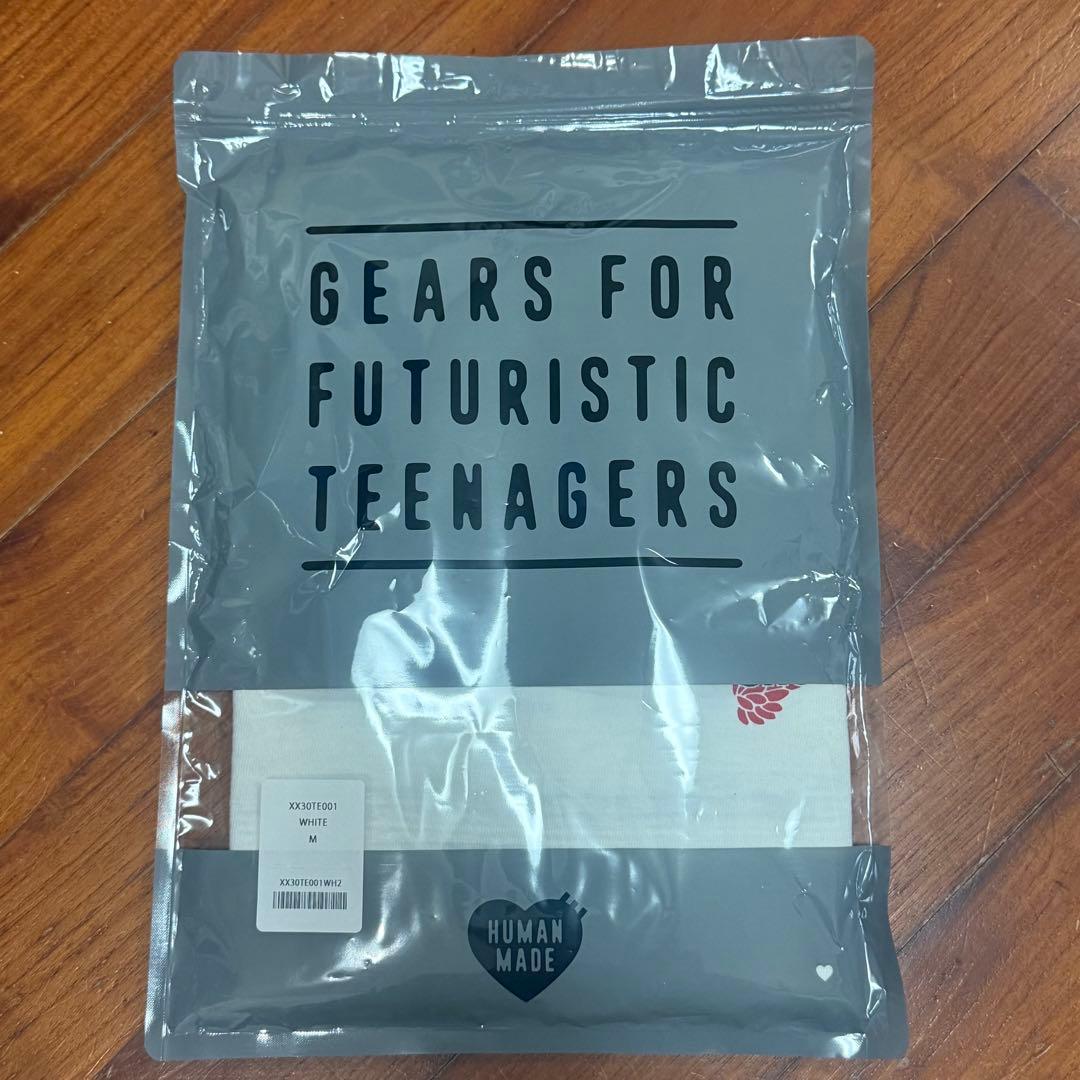 GEARS FOR
FUTURISTIC
TEENAGERS
XX30TE001
WHITE
M
XX30TE001WH2
HUMAN
MADE